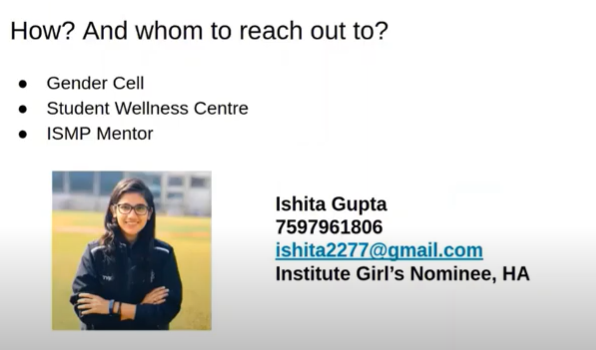 How? And whom to reach out to?
● Gender Cell
● Student Wellness Centre
● ISMP Mentor
Ishita Gupta
7597961806
ishita2277@gmail.com
Institute Girl's Nominee, HA